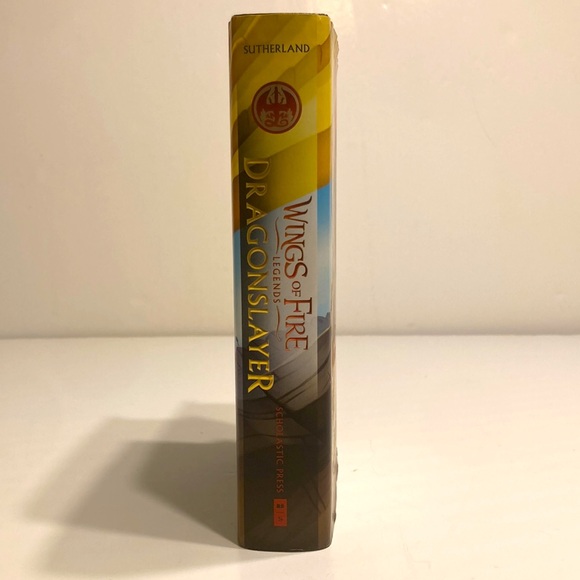 SUTHERLAND
WINGS OF FIRE
LEGENDS
DRAGONSLAYER
SCHOLASTIC PRESS